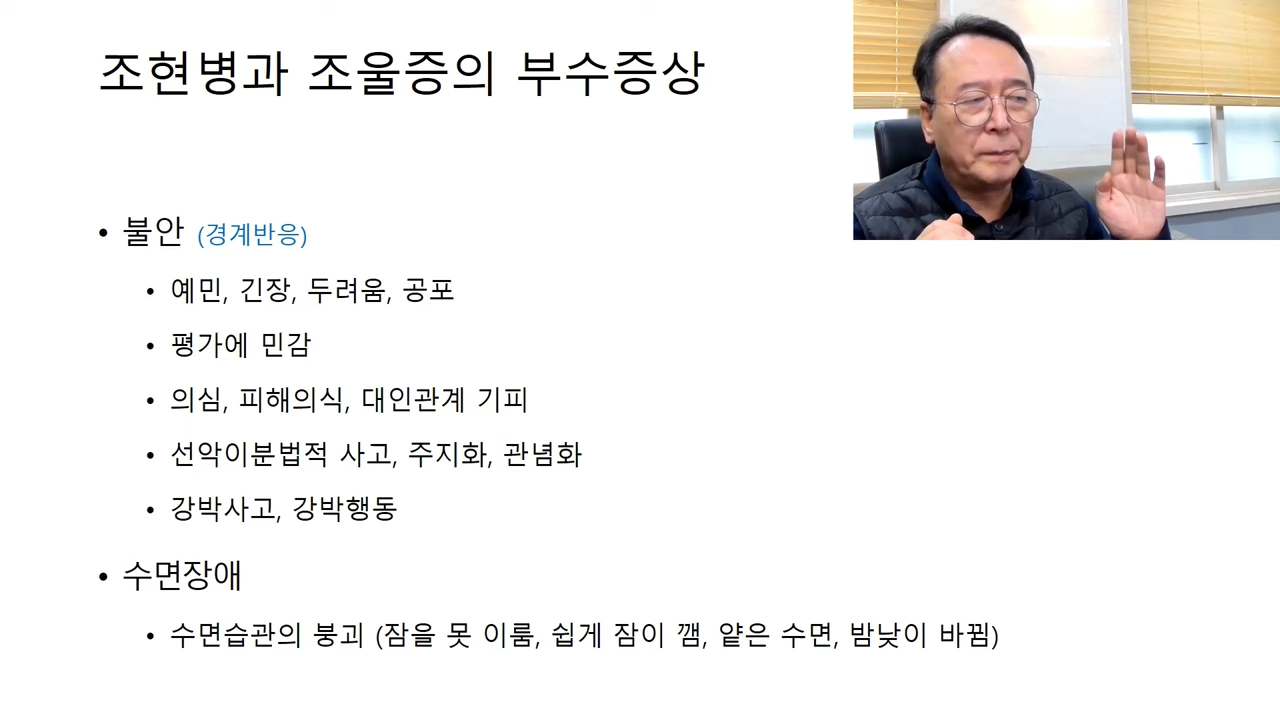 조현병과 조울증의 부수증상
• 불안 (경계반응)
• 예민, 긴장, 두려움, 공포
• 평가에 민감
• 의심, 피해의식, 대인관계 기피
• 선악이분법적 사고, 주지화, 관념화
• 강박사고, 강박행동
• 수면장애
• 수면습관의 붕괴 (잠을 못 이룸, 쉽게 잠이 깸, 얕은 수면, 밤낮이 바뀜)